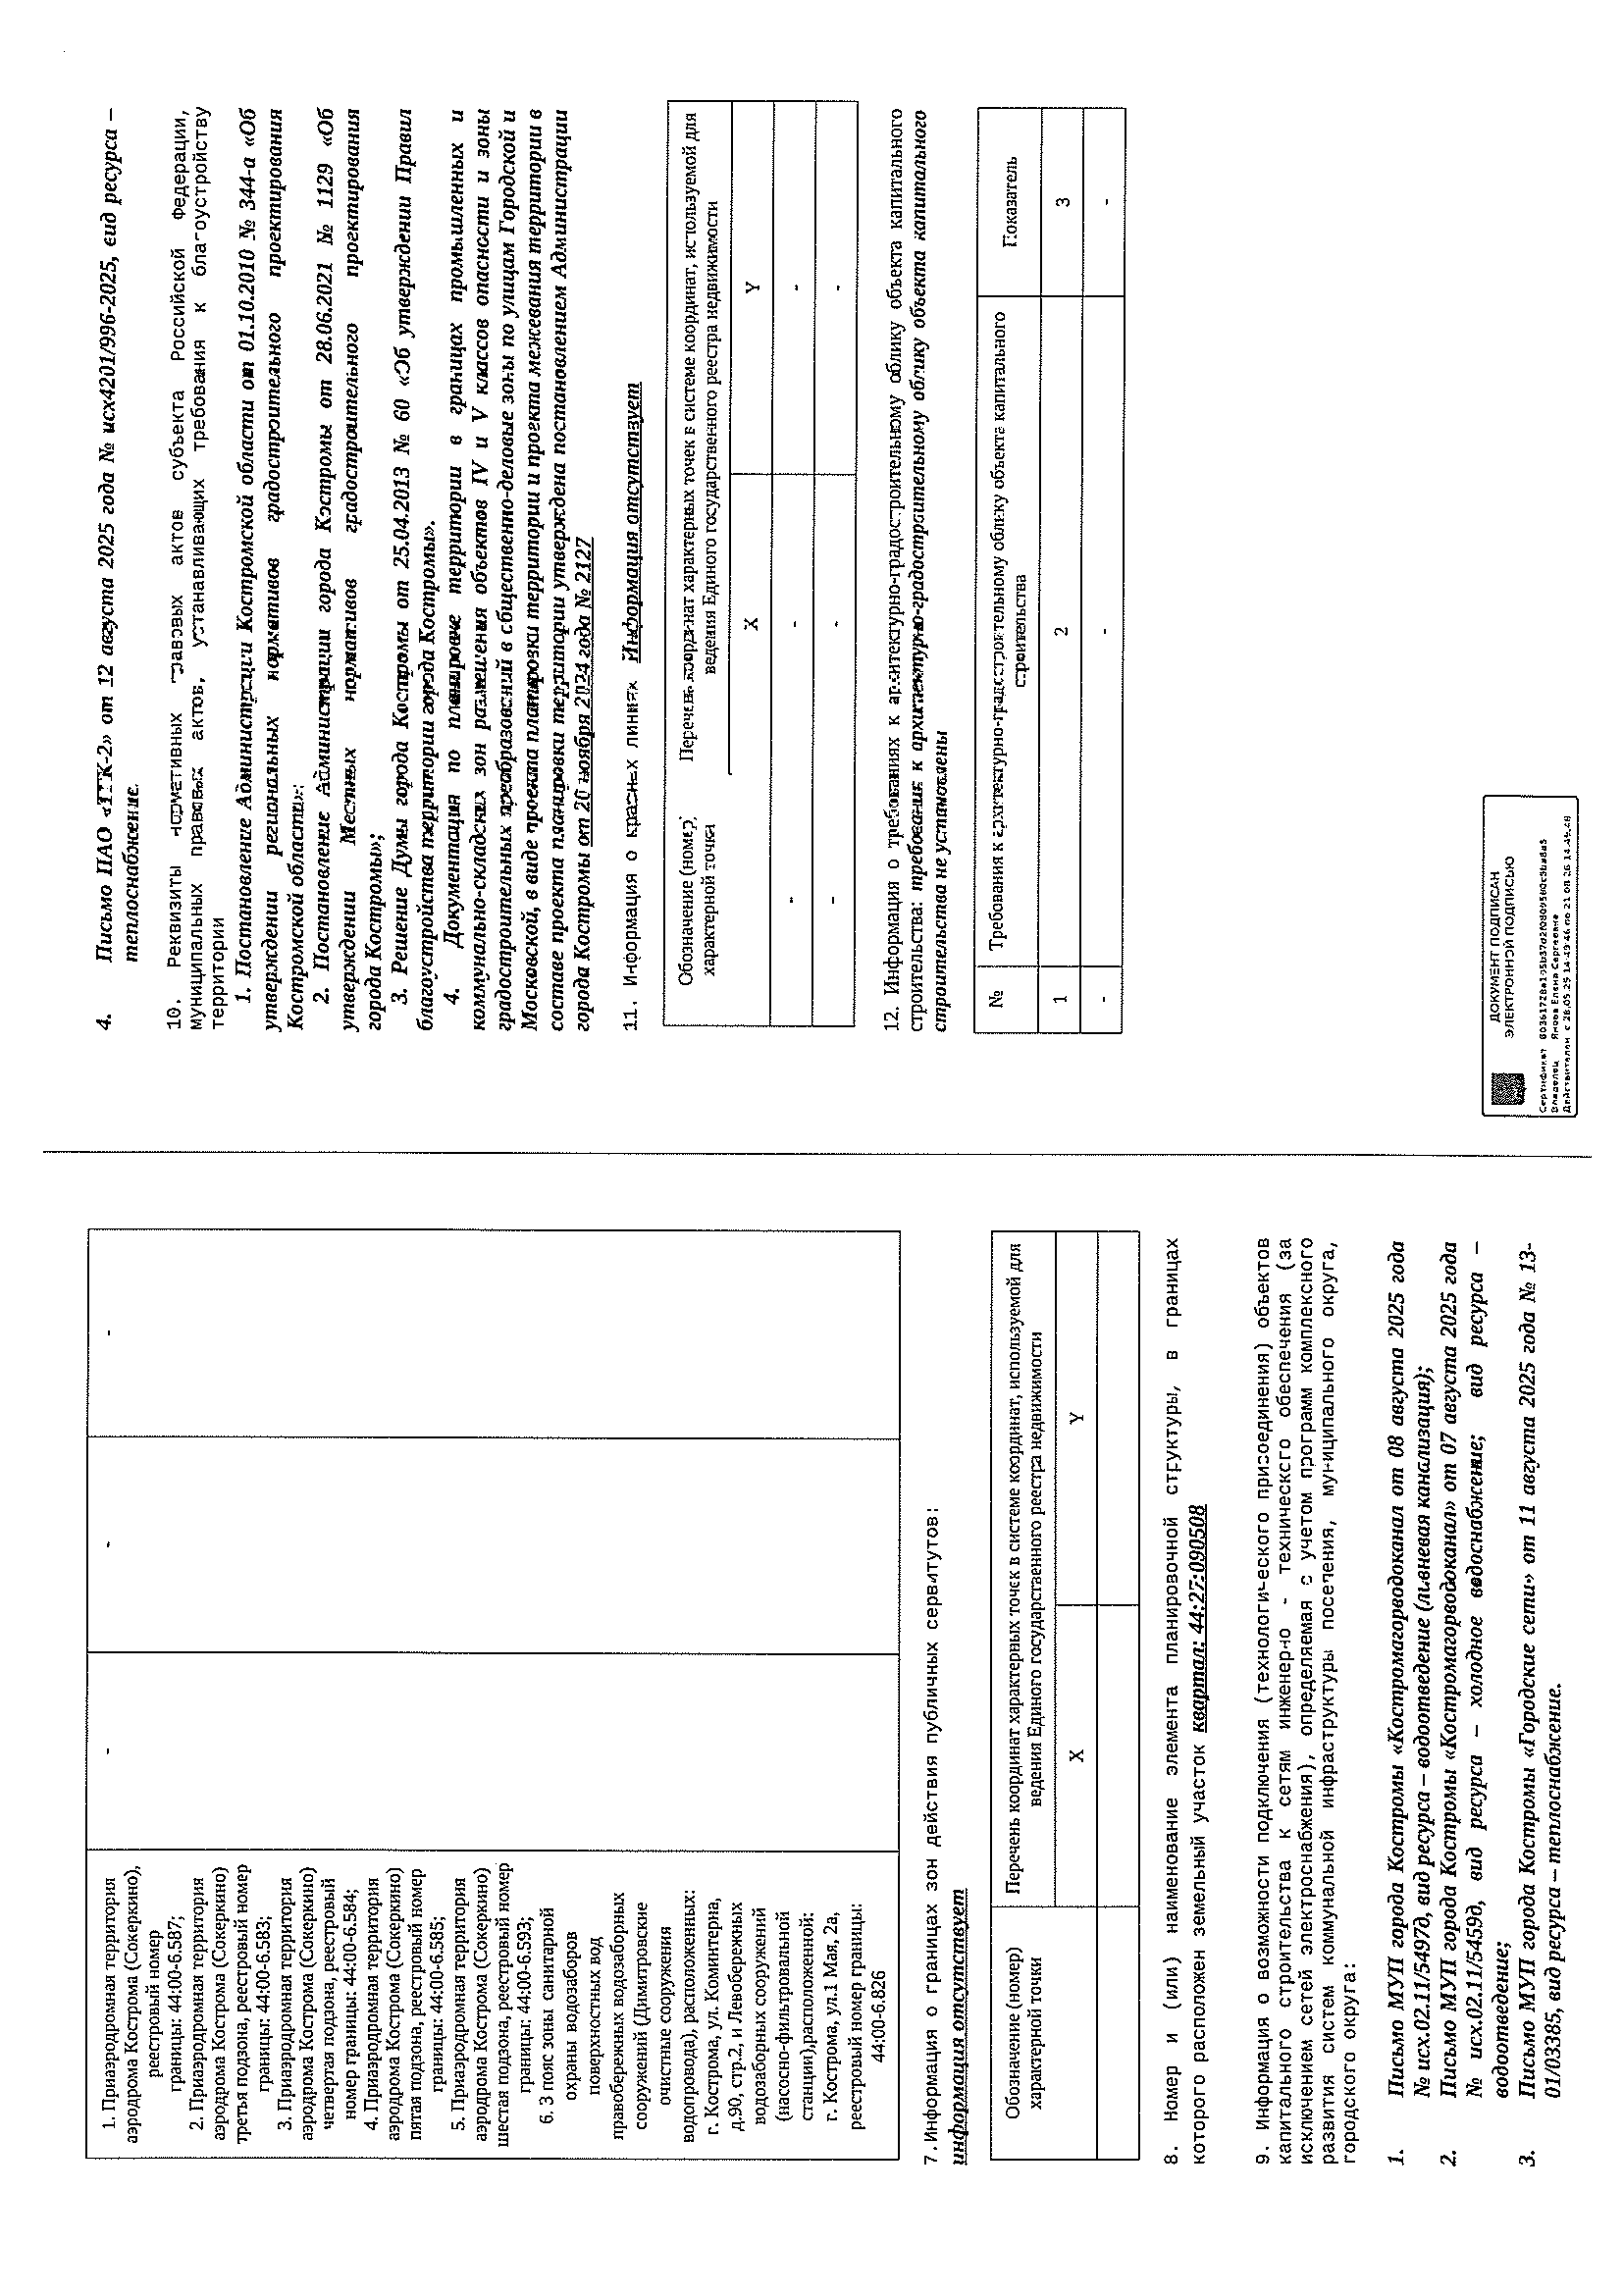 1. Приаэродромная территория
аэродрома Кострома (Сокеркино),
реестровый номер
границы: 44:00-6.587;
2. Приаэродромная территория
аэродрома Кострома (Сокеркино)
третья подзона, реестровый номер
границы: 44:00-6.583;
3. Приаэродромная территория
аэродрома Кострома (Сокеркино)
четвертая подзона, реестровый
номер границы: 44:00-6.584;
4. Приаэродромная территория
аэродрома Кострома (Сокеркино)
пятая подзона, реестровый номер
границы: 44:00-6.585;
5. Приаэродромная территория
аэродрома Кострома (Сокеркино)
шестая подзона, реестровый номер
границы: 44:00-6.593;
6. 3 пояс зоны санитарной
охраны водозаборов
поверхностных вод
правобережных водозаборных
сооружений (Димитровские
очистные сооружения
водопровода), расположенных:
г. Кострома, ул. Коминтерна,
д.90, стр.2, и Левобережных
водозаборных сооружений
(насосно-фильтровальной
станции),расположенной:
г. Кострома, ул.1 Мая, 2а,
реестровый номер границы:
44:00-6.826
- - -
7.Информация о границах зон действия публичных сервитутов:
информация отсутствует
Обозначение (номер)
характерной точки
Перечень координат характерных точек в системе координат, используемой для
ведения Единого государственного реестра недвижимости
X Y
8. Номер и (или) наименование элемента планировочной структуры, в границах
которого расположен земельный участок квартал: 44:27:090508
9. Информация о возможности подключения (технологического присоединения) объектов
капитального строительства к сетям инженерно - технического обеспечения (за
исключением сетей электроснабжения), определяемая с учетом программ комплексного
развития систем коммунальной инфраструктуры поселения, муниципального округа,
городского округа:
1. Письмо МУП города Костромы «Костромагорводоканал от 08 августа 2025 года
№ исх.02.11/5497д, вид ресурса – водоотведение (ливневая канализация);
2. Письмо МУП города Костромы «Костромагорводоканал» от 07 августа 2025 года
№ исх.02.11/5459д, вид ресурса – холодное водоснабжение; вид ресурса –
водоотведение;
3. Письмо МУП города Костромы «Городские сети» от 11 августа 2025 года № 13-
01/03385, вид ресурса – теплоснабжение.
4. Письмо ПАО «ТГК-2» от 12 августа 2025 года № исх4201/996-2025, вид ресурса –
теплоснабжение.
10. Реквизиты нормативных правовых актов субъекта Российской Федерации,
муниципальных правовых актов, устанавливающих требования к благоустройству
территории
1. Постановление Администрации Костромской области от 01.10.2010 № 344-а «Об
утверждении региональных нормативов градостроительного проектирования
Костромской области»;
2. Постановление Администрации города Костромы от 28.06.2021 № 1129 «Об
утверждении Местных нормативов градостроительного проектирования
города Костромы»;
3. Решение Думы города Костромы от 25.04.2013 № 60 «Об утверждении Правил
благоустройства территории города Костромы».
4. Документация по планировке территории в границах промышленных и
коммунально-складских зон размещения объектов IV и V классов опасности и зоны
градостроительных преобразований в общественно-деловые зоны по улицам Городской и
Московской, в виде проекта планировки территории и проекта межевания территории в
составе проекта планировки территории утверждена постановлением Администрации
города Костромы от 20 ноября 2024 года № 2127
11. Информация о красных линиях Информация отсутствует
Обозначение (номер)
характерной точки
Перечень координат характерных точек в системе координат, используемой для
ведения Единого государственного реестра недвижимости
X Y
- - -
- - -
12. Информация о требованиях к архитектурно-градостроительному облику объекта капитального
строительства: требования к архитектурно-градостроительному облику объекта капитального
строительства не установлены
№ Требования к архитектурно-градостроительному облику объекта капитального
строительства Показатель
1 2 3
- - -
ДОКУМЕНТ ПОДПИСАН
ЭЛЕКТРОННОЙ ПОДПИСЬЮ
Сертификат
Владелец Янова Елена Сергеевна
Действителен с 28.05.25 14:49:46 по 21.08.26 14:49:46